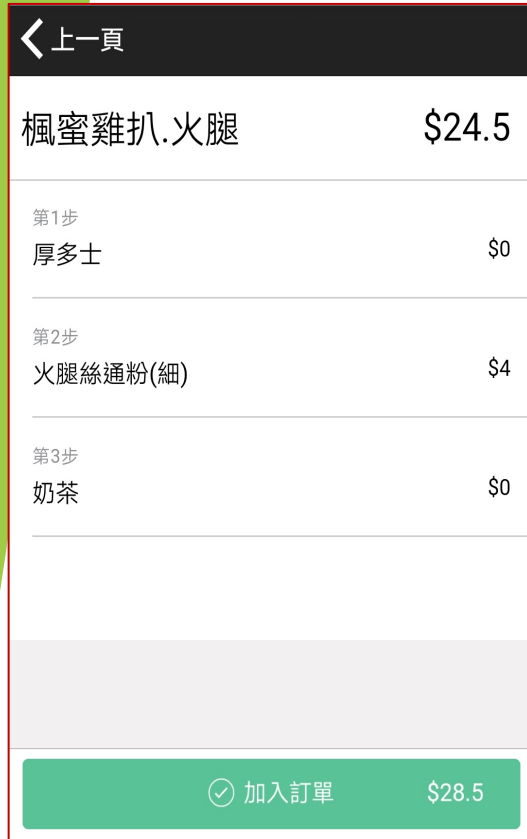 上一頁
楓蜜雞扒.火腿 $24.5
第1步
厚多士 $0
第2步
火腿絲通粉(細) $4
第3步
奶茶 $0
加入訂單 $28.5